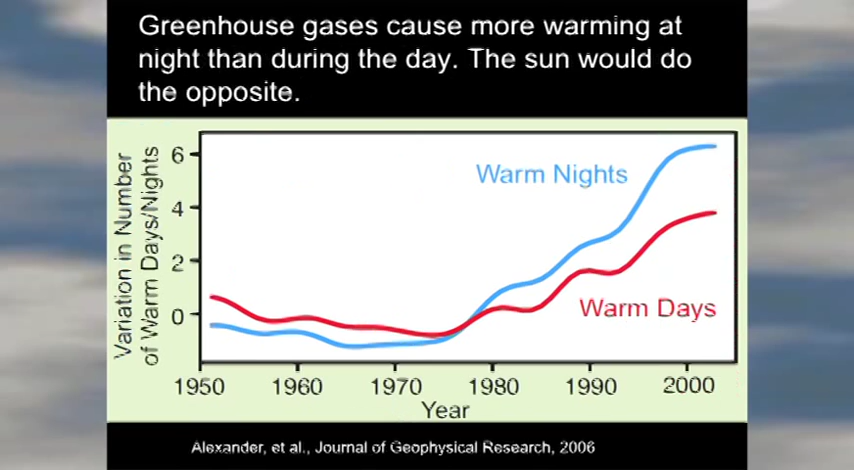 Greenhouse gases cause more warming at
night than during the day. The sun would do
the opposite.
Variation in Number
of Warm Days/Nights
6
4
2
0
Warm Nights
Warm Days
1950 1960 1970 1980 1990 2000
Year
Alexander, et al., Journal of Geophysical Research, 2006